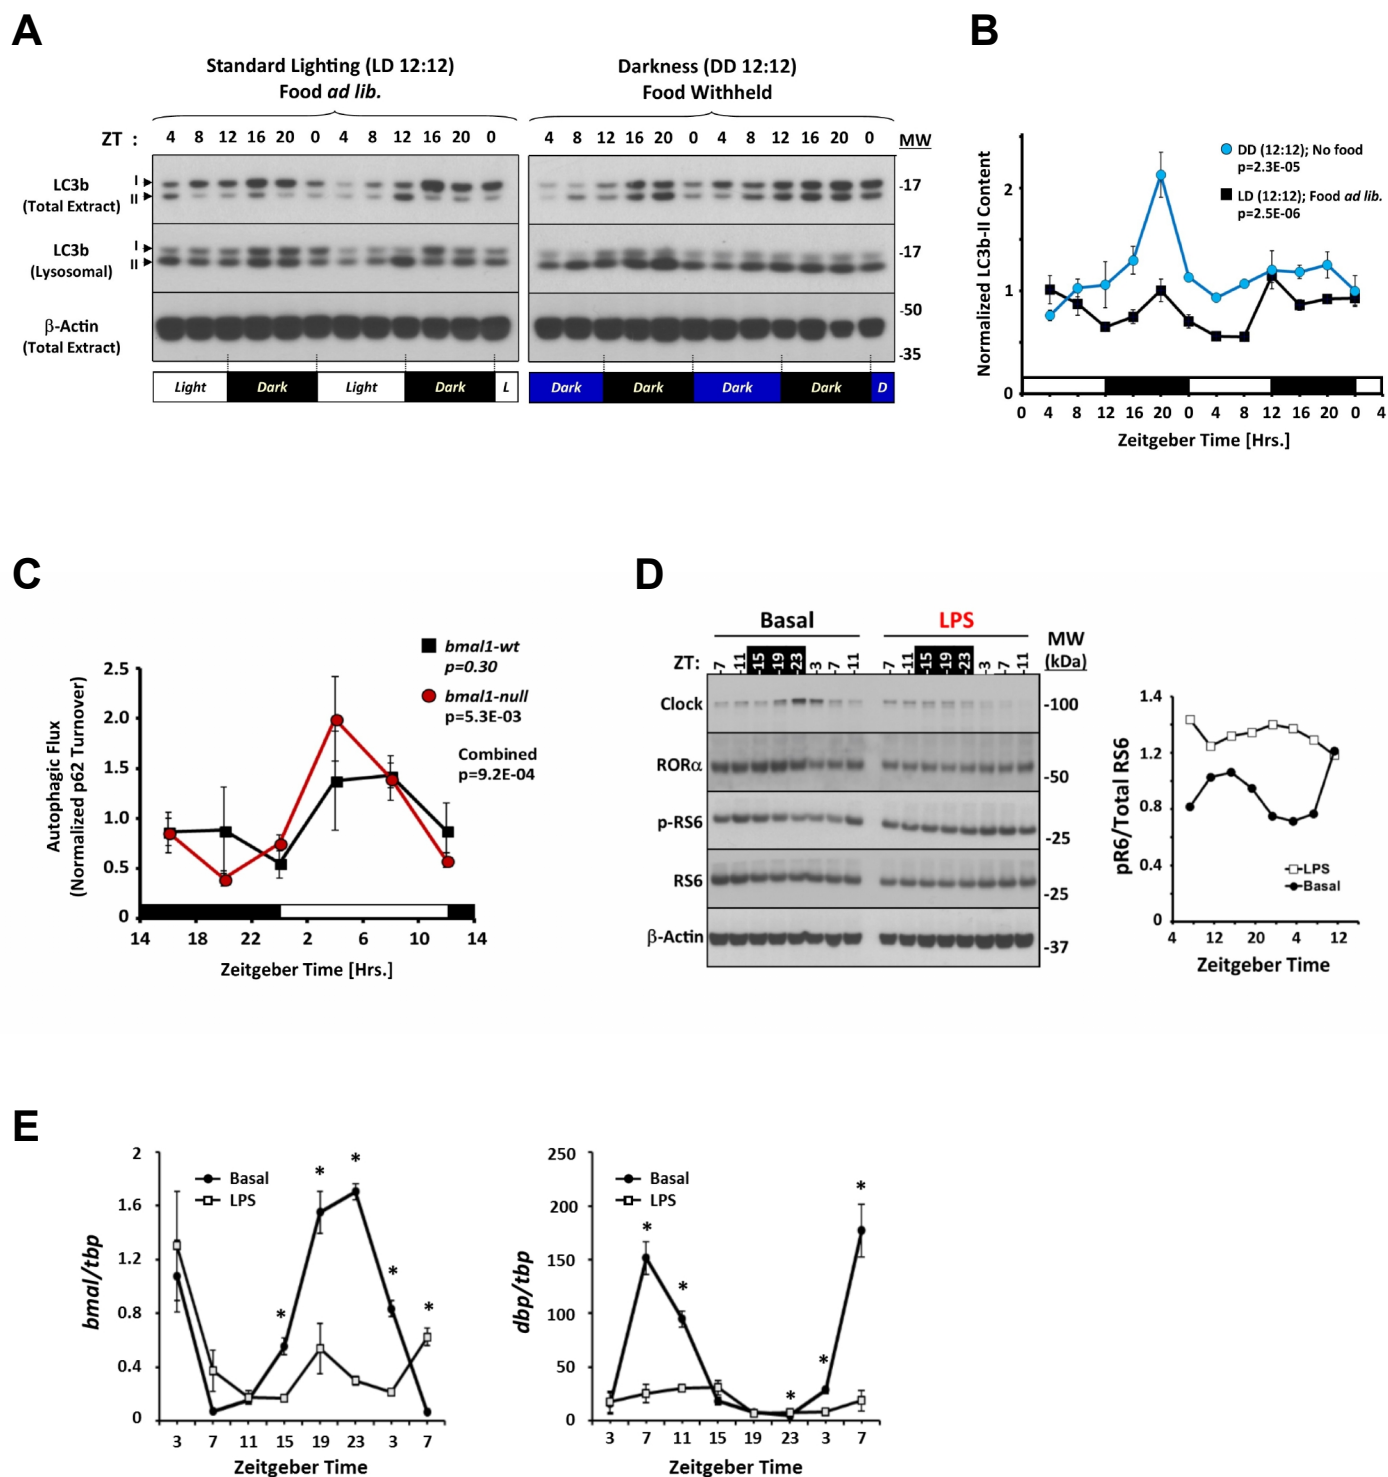 A
Standard Lighting (LD 12:12)
Food ad lib.
Darkness (DD 12:12)
Food Withheld
ZT : 4 8 12 16 20 0 4 8 12 16 20 0 4 8 12 16 20 0 4 8 12 16 20 0 MW
LC3b
(Total Extract)
I
II
-17
LC3b
(Lysosomal)
I
II
-17
β-Actin
(Total Extract)
-50
-35
Light Dark Light Dark L Dark Dark Dark Dark D
B
Normalized LC3b-II Content
2
1
0
DD (12:12); No food
p=2.3E-05
LD (12:12); Food ad lib.
p=2.5E-06
0 4 8 12 16 20 0 4 8 12 16 20 0 4
Zeitgeber Time [Hrs.]
C
Autophagic Flux
(Normalized p62 Turnover)
2.5
2.0
1.5
1.0
0.5
0
bmal1-wt
p=0.30
bmal1-null
p=5.3E-03
Combined
p=9.2E-04
14 18 22 2 6 10 14
Zeitgeber Time [Hrs.]
D
Basal
LPS
MW
(kDa)
ZT: -7 -11 -15 -19 -23 -3 -7 -11 -7 -11 -15 -19 -23 -3 -7 -11
Clock
-100
RORα
-50
p-RS6
-25
RS6
-25
β-Actin
-37
pR6/Total RS6
1.4
1.2
0.8
0.4
0
LPS
Basal
4 12 20 4 12
Zeitgeber Time
E
bmal/tbp
2
1.6
1.2
0.8
0.4
0
Basal
LPS
* * * * *
3 7 11 15 19 23 3 7
Zeitgeber Time
dbp/tbp
250
200
150
100
50
0
Basal
LPS
* * * * *
3 7 11 15 19 23 3 7
Zeitgeber Time